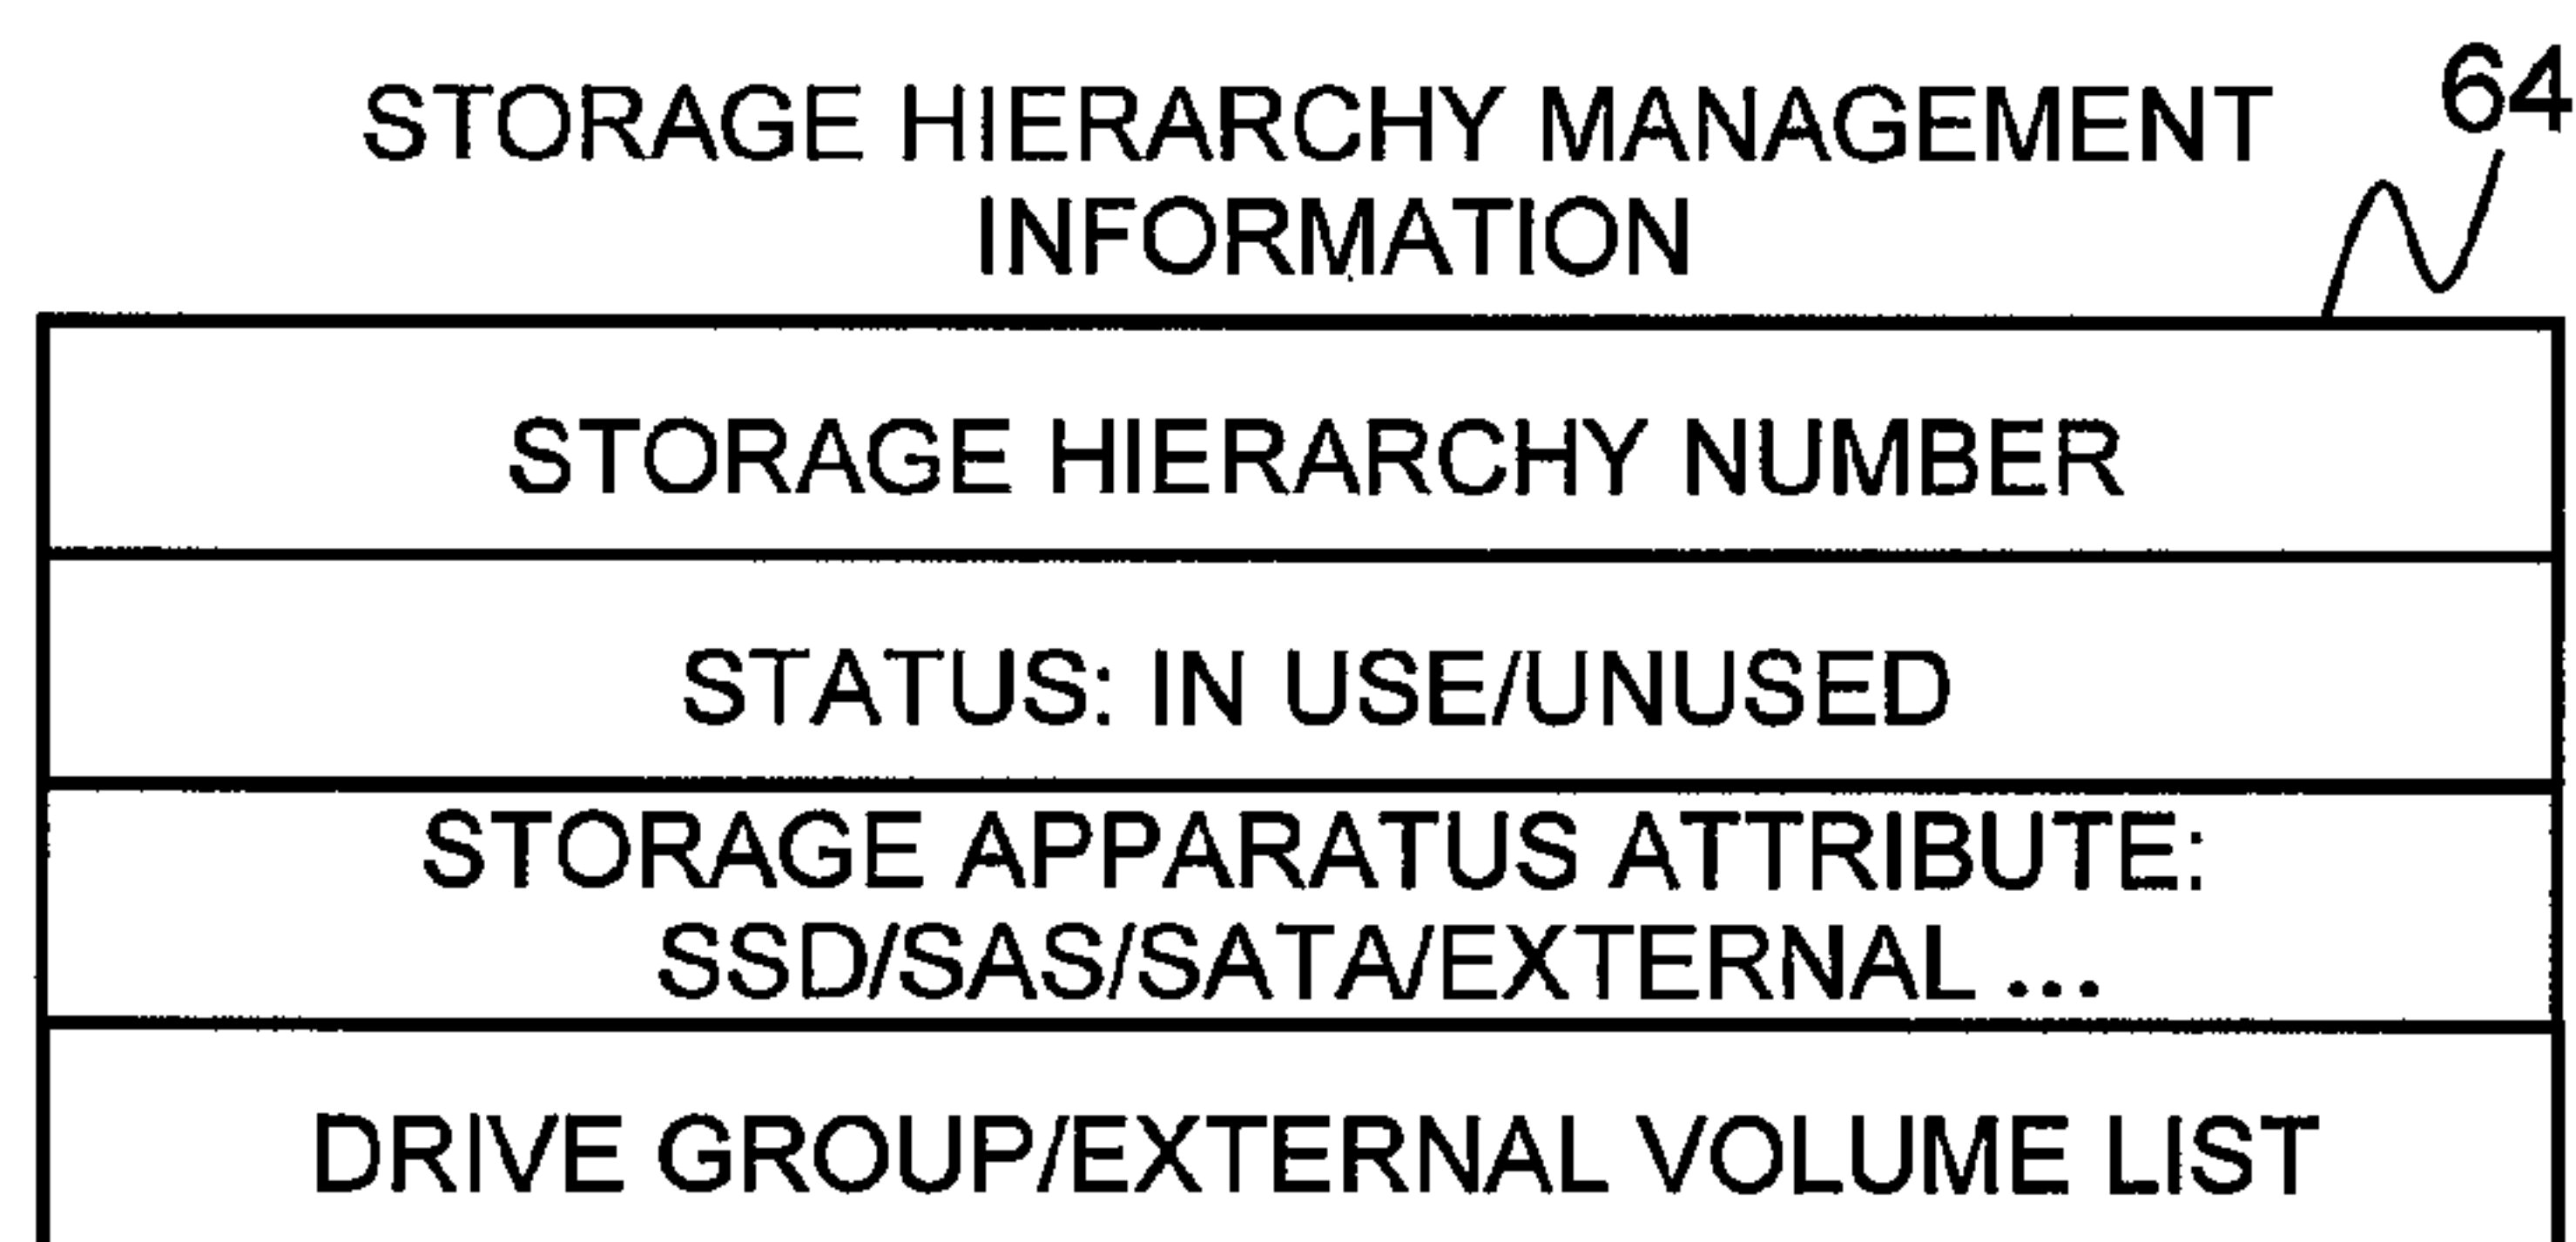 STORAGE HIERARCHY MANAGEMENT 64
INFORMATION
STORAGE HIERARCHY NUMBER
STATUS: IN USE/UNUSED
STORAGE APPARATUS ATTRIBUTE:
SSD/SAS/SATA/EXTERNAL ...
DRIVE GROUP/EXTERNAL VOLUME LIST